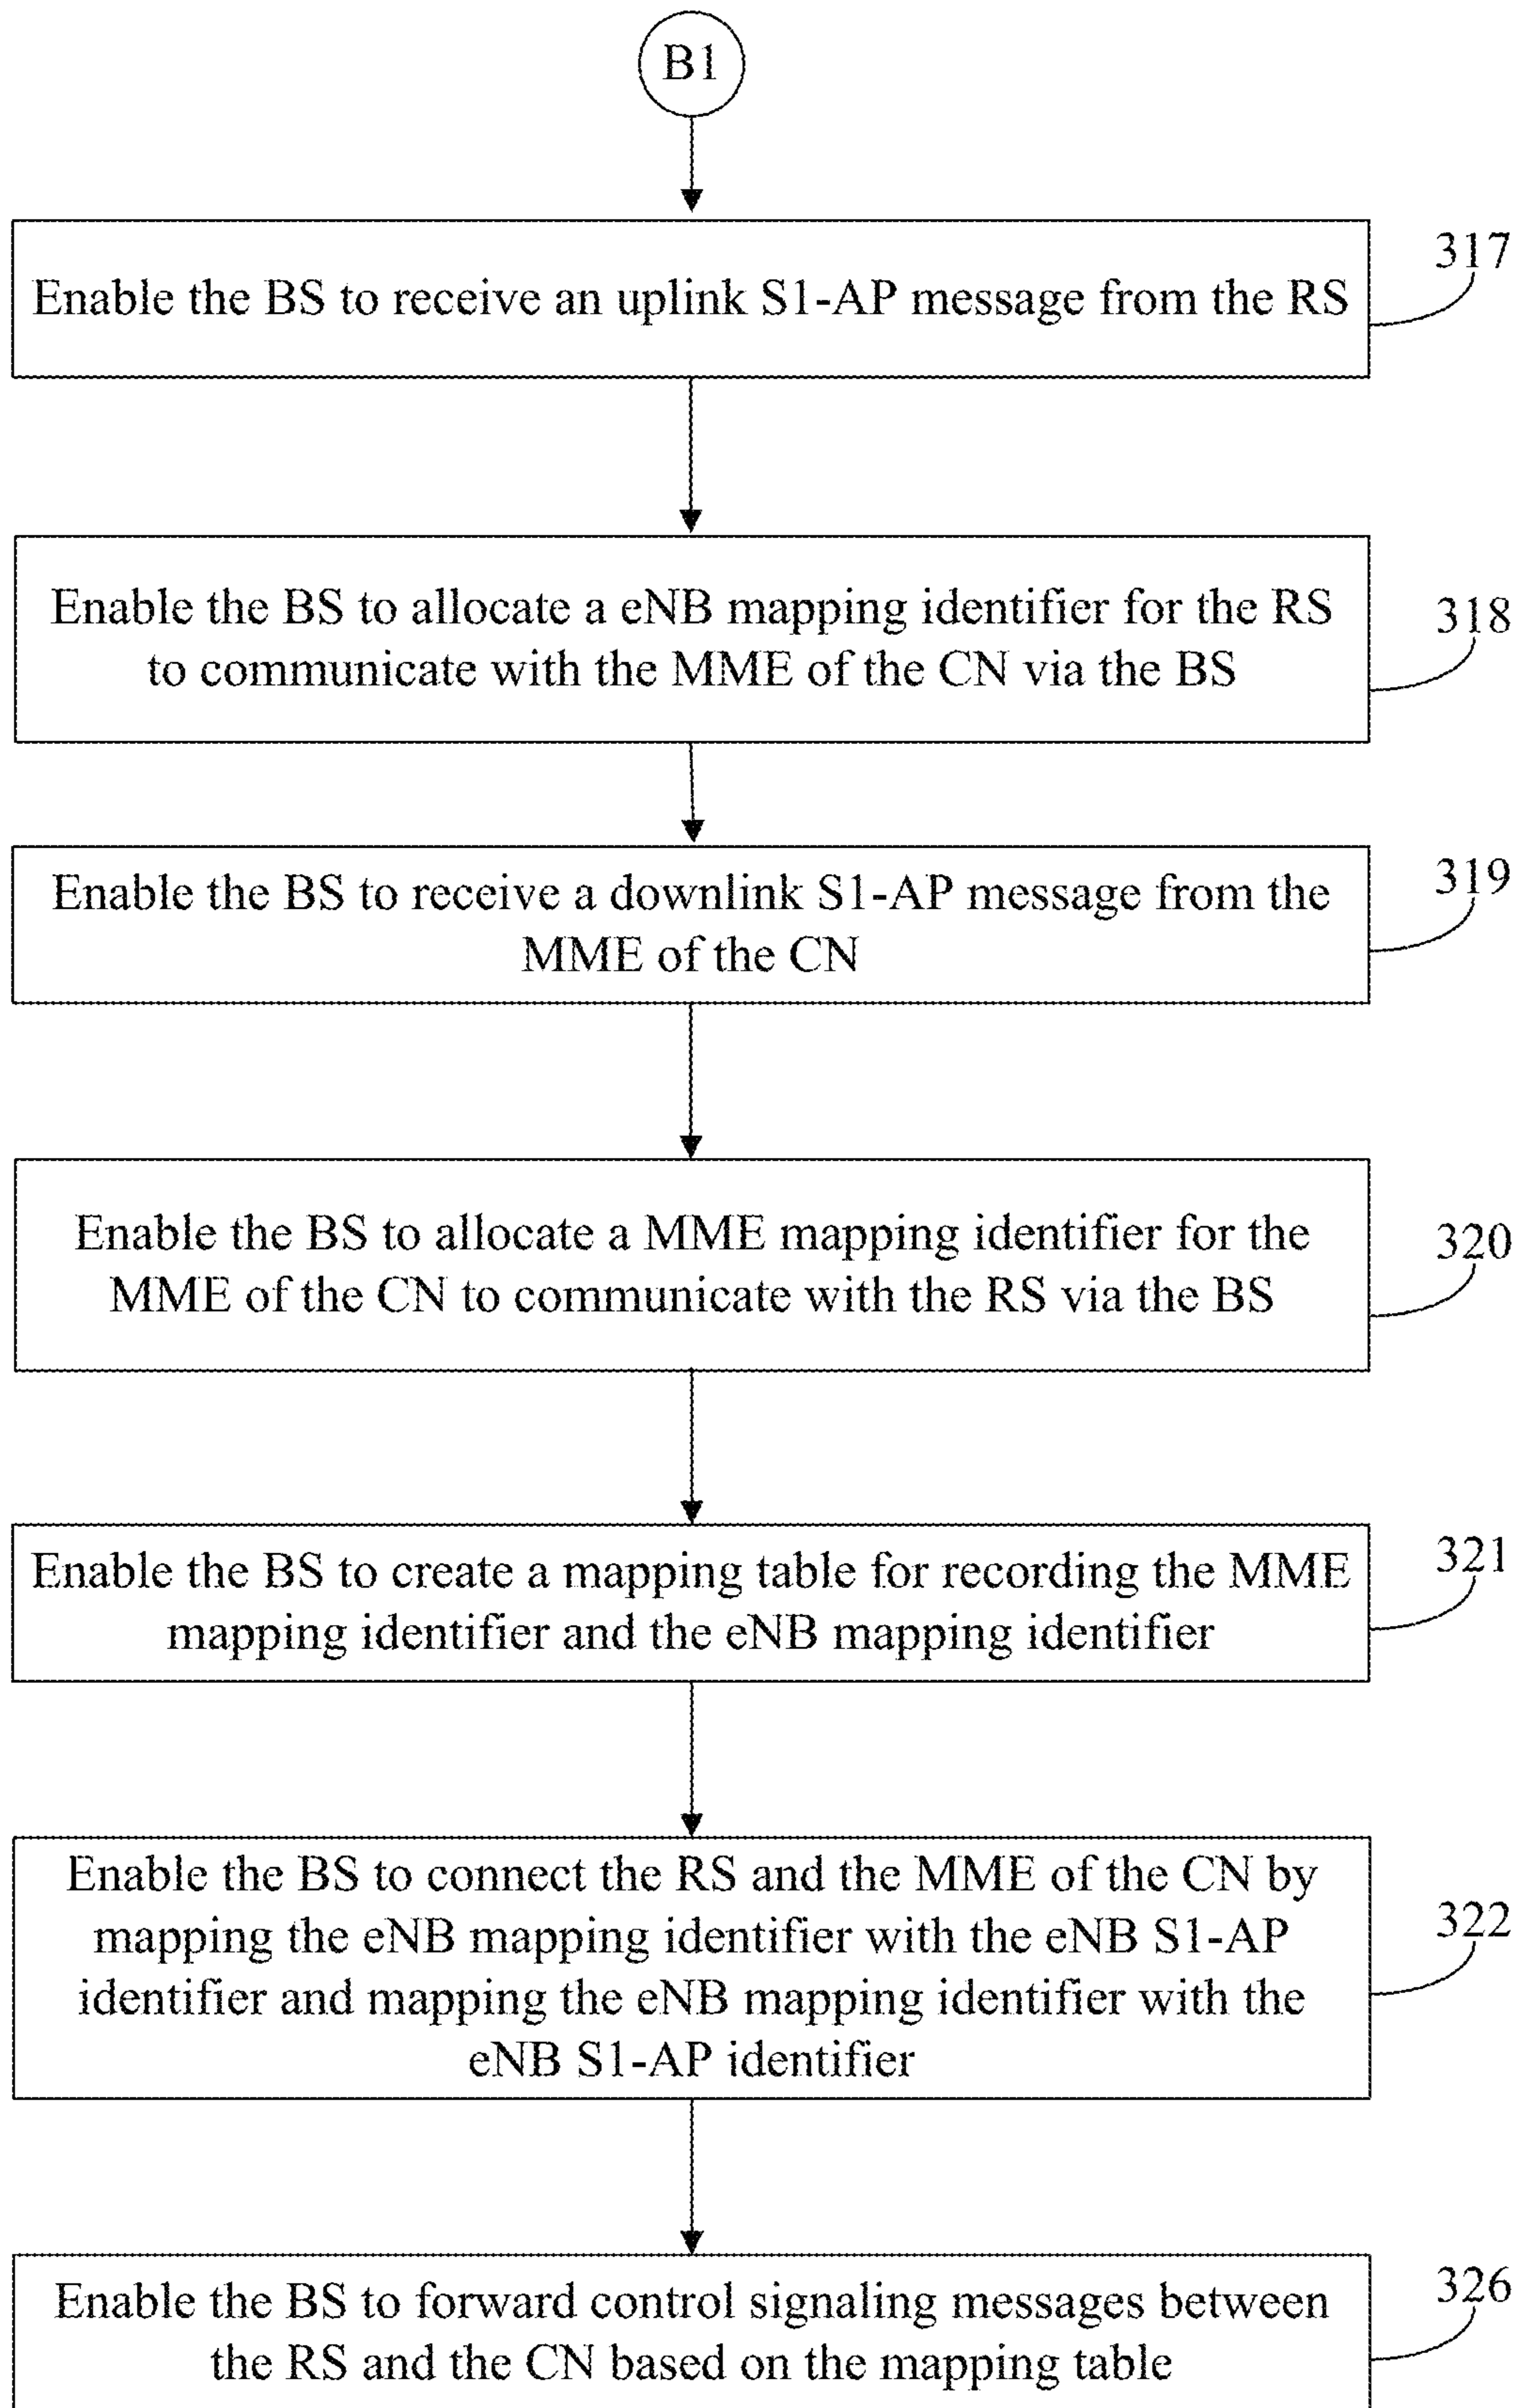 B1
Enable the BS to receive an uplink S1-AP message from the RS
317
Enable the BS to allocate a eNB mapping identifier for the RS
to communicate with the MME of the CN via the BS
318
Enable the BS to receive a downlink S1-AP message from the
MME of the CN
319
Enable the BS to allocate a MME mapping identifier for the
MME of the CN to communicate with the RS via the BS
320
Enable the BS to create a mapping table for recording the MME
mapping identifier and the eNB mapping identifier
321
Enable the BS to connect the RS and the MME of the CN by
mapping the eNB mapping identifier with the eNB S1-AP
identifier and mapping the eNB mapping identifier with the
eNB S1-AP identifier
322
Enable the BS to forward control signaling messages between
the RS and the CN based on the mapping table
326